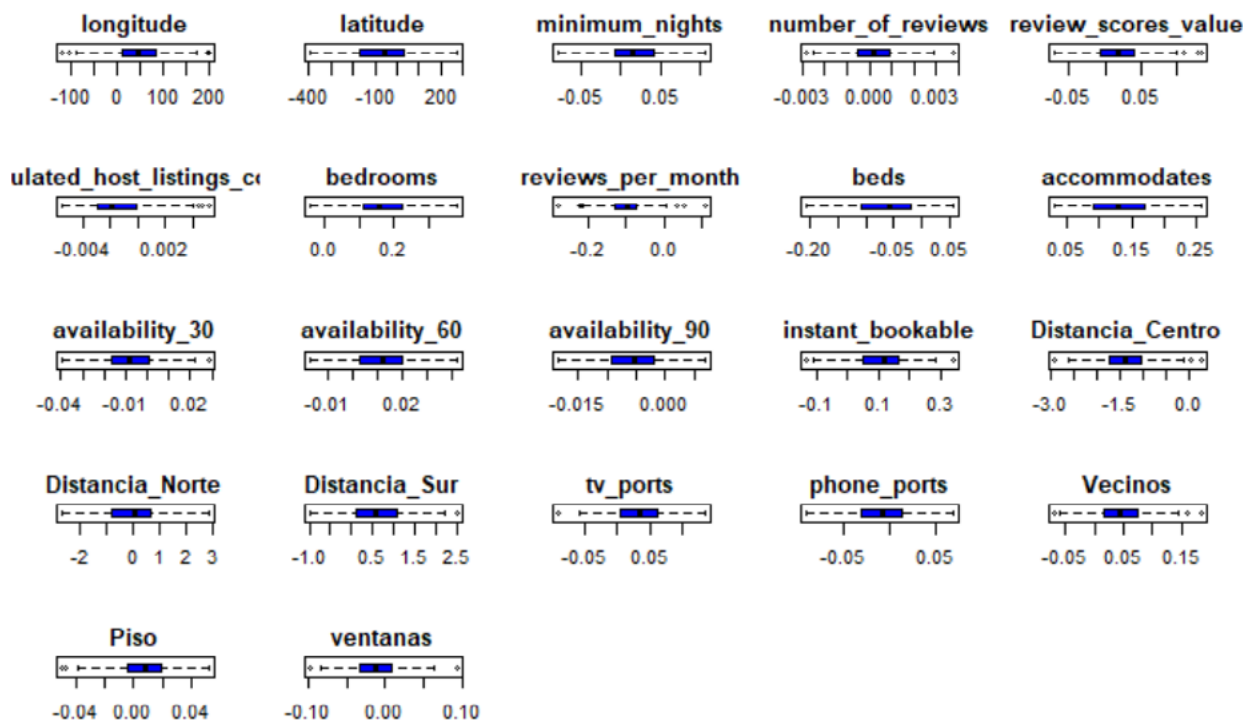 longitude latitude minimum_nights number_of_reviews review_scores_value
-100 0 100 200 -400 -100 200 -0.05 0.05 -0.003 0.000 0.003 -0.05 0.05
ulated_host_listings_co bedrooms reviews_per_month beds accommodates
-0.004 0.002 0.0 0.2 -0.2 0.0 -0.20 -0.05 0.05 0.05 0.15 0.25
availability_30 availability_60 availability_90 instant_bookable Distancia_Centro
-0.04 -0.01 0.02 -0.01 0.02 -0.015 0.000 -0.1 0.1 0.3 -3.0 -1.5 0.0
Distancia_Norte Distancia_Sur tv_ports phone_ports Vecinos
-2 0 1 2 3 -1.0 0.5 1.5 2.5 -0.05 0.05 -0.05 0.05 -0.05 0.05 0.15
Piso ventanas
-0.04 0.00 0.04 -0.10 0.00 0.10